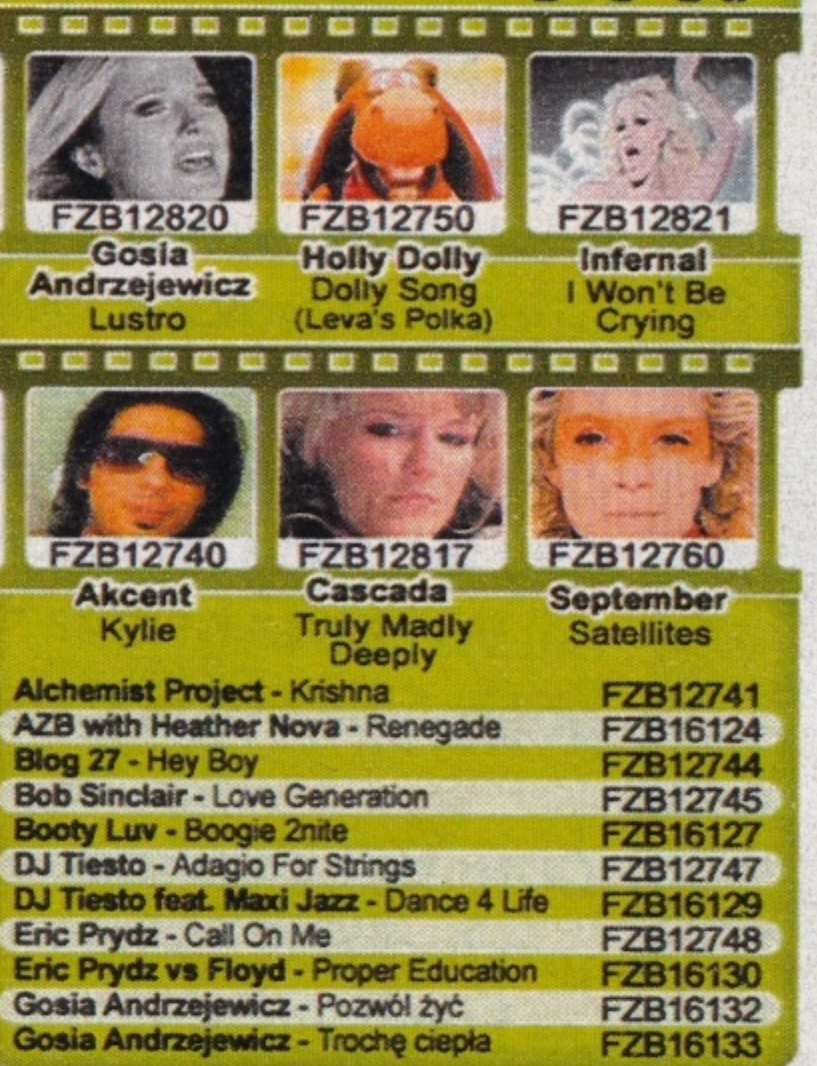 FZB12820 FZB12750 FZB12821
Gosia
Andrzejewicz
Lustro
Holly Dolly
Dolly Song
(Leva's Polka)
Infernal
I Won't Be
Crying
FZB12740 FZB12817 FZB12760
Akcent
Kylie
Cascada
Truly Madly
Deeply
September
Satellites
Alchemist Project - Krishna FZB12741
AZB with Heather Nova - Renegade FZB16124
Blog 27 - Hey Boy FZB12744
Bob Sinclair - Love Generation FZB12745
Booty Luv - Boogie 2nite FZB16127
DJ Tiesto - Adagio For Strings FZB12747
DJ Tiesto feat. Maxi Jazz - Dance 4 Life FZB16129
Eric Prydz - Call On Me FZB12748
Eric Prydz vs Floyd - Proper Education FZB16130
Gosia Andrzejewicz - Pozwól żyć FZB16132
Gosia Andrzejewicz - Trochę ciepła FZB16133